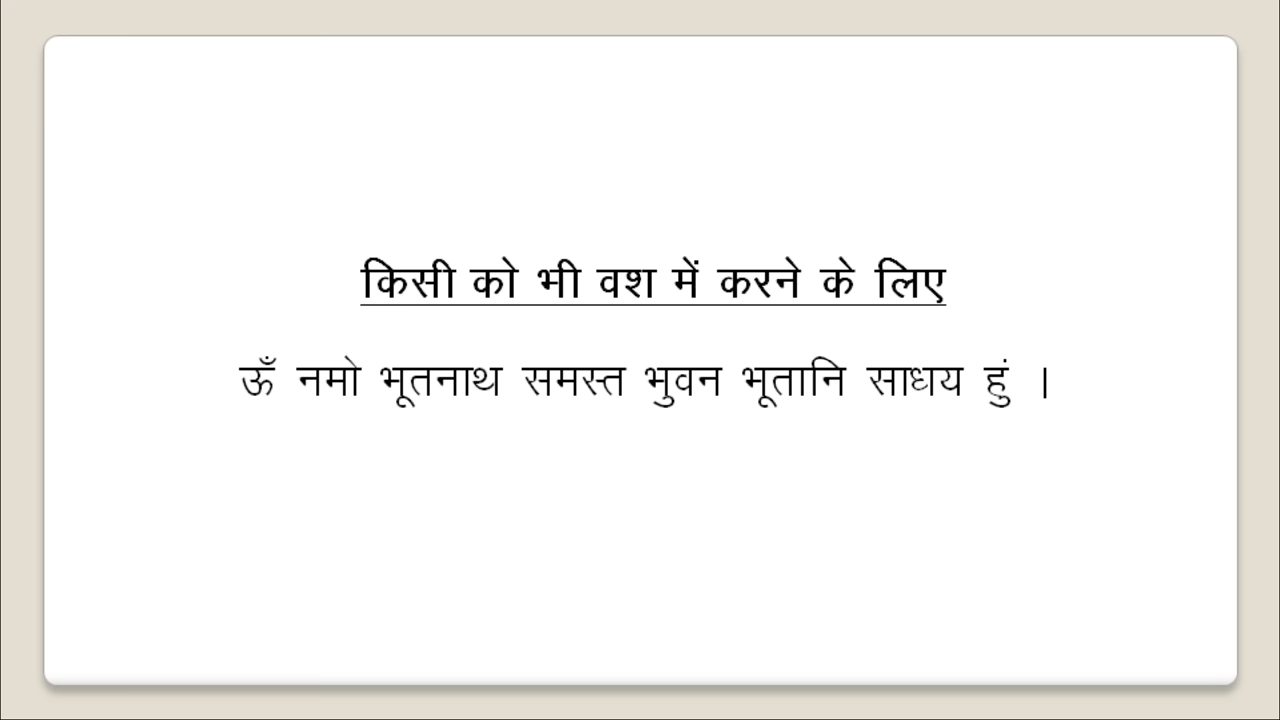 किसी को भी वश में करने के लिए
ऊँ नमो भूतनाथ समस्त भुवन भूतानि साधय हुं ।